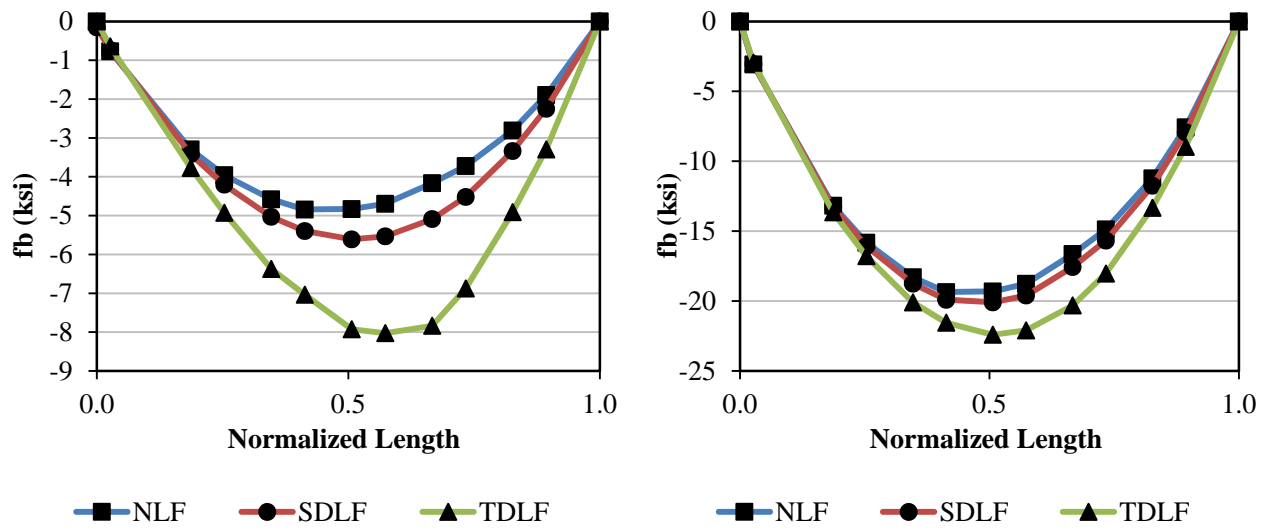 0
-1
-2
-3
-4
-5
-6
-7
-8
-9
fb (ksi)
0.0 0.5 1.0
Normalized Length
NLF SDLF TDLF
0
-5
-10
-15
-20
-25
fb (ksi)
0.0 0.5 1.0
Normalized Length
NLF SDLF TDLF